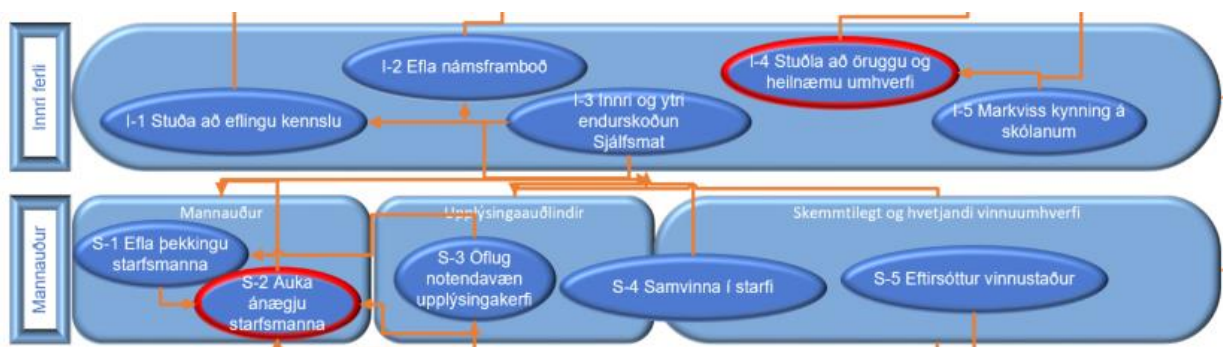 Innri ferli
I-2 Efla námsframboð
I-4 Stuðla að öruggu og
heilnæmu umhverfi
I-1 Stuða að eflingu kennslu
I-3 Innri og ytri
endurskoðun
Sjálfsmat
I-5 Markviss kynning á
skólanum
Mannauður
Mannauður
Upplýsingaauðlindir
Skemmtilegt og hvetjandi vinnuumhverfi
S-1 Efla þekkingu
starfsmanna
S-2 Auka
ánægju
starfsmanna
S-3 Öflug
notendavæn
upplýsingakerfi
S-4 Samvinna í starfi
S-5 Eftirsóttur vinnustaður